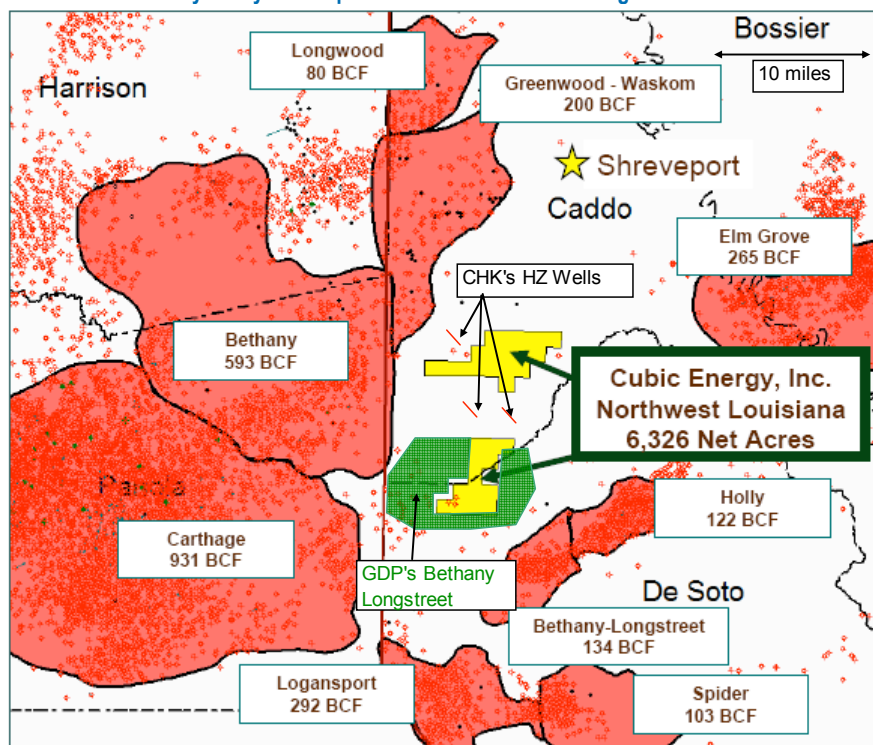 Longwood
80 BCF
Bossier
10 miles
Harrison
Greenwood - Waskom
200 BCF
Shreveport
Caddo
Elm Grove
265 BCF
CHK's HZ Wells
Bethany
593 BCF
Cubic Energy, Inc.
Northwest Louisiana
6,326 Net Acres
Panola
Holly
122 BCF
Carthage
931 BCF
GDP's Bethany
Longstreet
De Soto
Bethany-Longstreet
134 BCF
Logansport
292 BCF
Spider
103 BCF